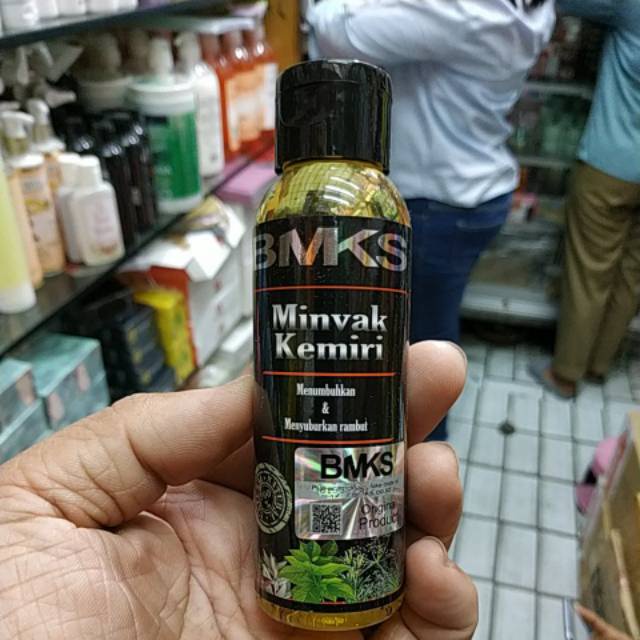 BMKS
Minyak
Kemiri
Menumbuhkan
&
Menyuburkan rambut
BMKS
Original
Product